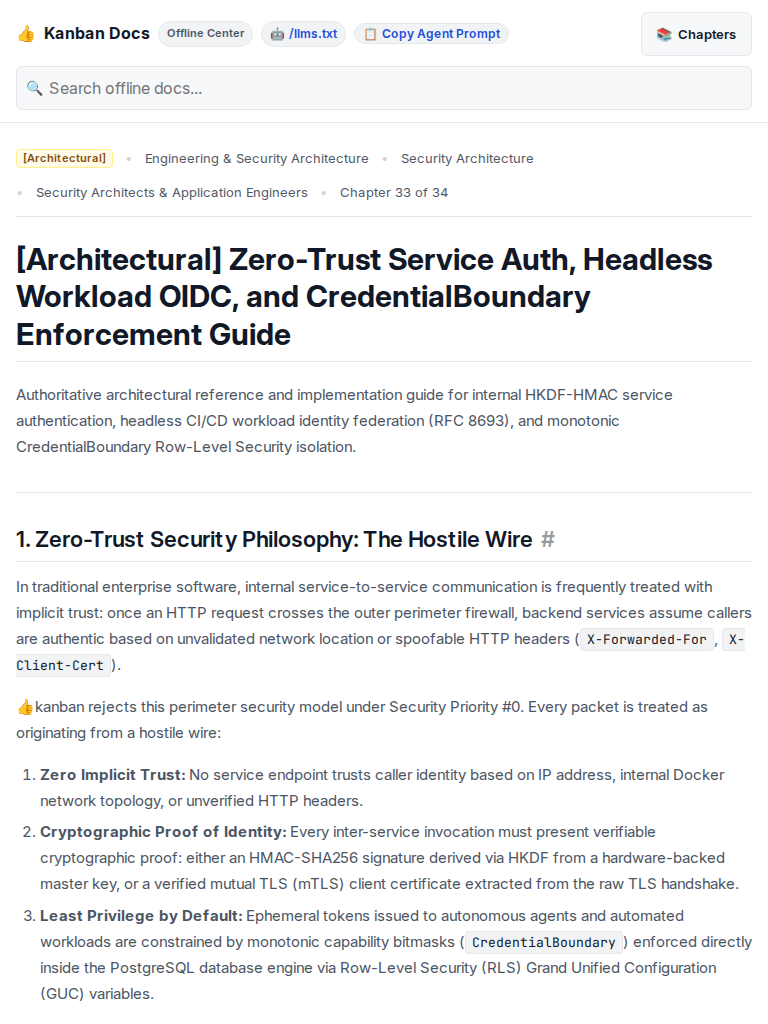 👍 Kanban Docs Offline Center 🤖 /llms.txt 📋 Copy Agent Prompt 📚 Chapters
🔍 Search offline docs...
[Architectural] • Engineering & Security Architecture • Security Architecture
• Security Architects & Application Engineers • Chapter 33 of 34
[Architectural] Zero-Trust Service Auth, Headless
Workload OIDC, and CredentialBoundary
Enforcement Guide
Authoritative architectural reference and implementation guide for internal HKDF-HMAC service
authentication, headless CI/CD workload identity federation (RFC 8693), and monotonic
CredentialBoundary Row-Level Security isolation.
1. Zero-Trust Security Philosophy: The Hostile Wire #
In traditional enterprise software, internal service-to-service communication is frequently treated with
implicit trust: once an HTTP request crosses the outer perimeter firewall, backend services assume callers
are authentic based on unvalidated network location or spoofable HTTP headers (X-Forwarded-For, X-
Client-Cert).
👍kanban rejects this perimeter security model under Security Priority #0. Every packet is treated as
originating from a hostile wire:
1. Zero Implicit Trust: No service endpoint trusts caller identity based on IP address, internal Docker
network topology, or unverified HTTP headers.
2. Cryptographic Proof of Identity: Every inter-service invocation must present verifiable
cryptographic proof: either an HMAC-SHA256 signature derived via HKDF from a hardware-backed
master key, or a verified mutual TLS (mTLS) client certificate extracted from the raw TLS handshake.
3. Least Privilege by Default: Ephemeral tokens issued to autonomous agents and automated
workloads are constrained by monotonic capability bitmasks (CredentialBoundary) enforced directly
inside the PostgreSQL database engine via Row-Level Security (RLS) Grand Unified Configuration
(GUC) variables.